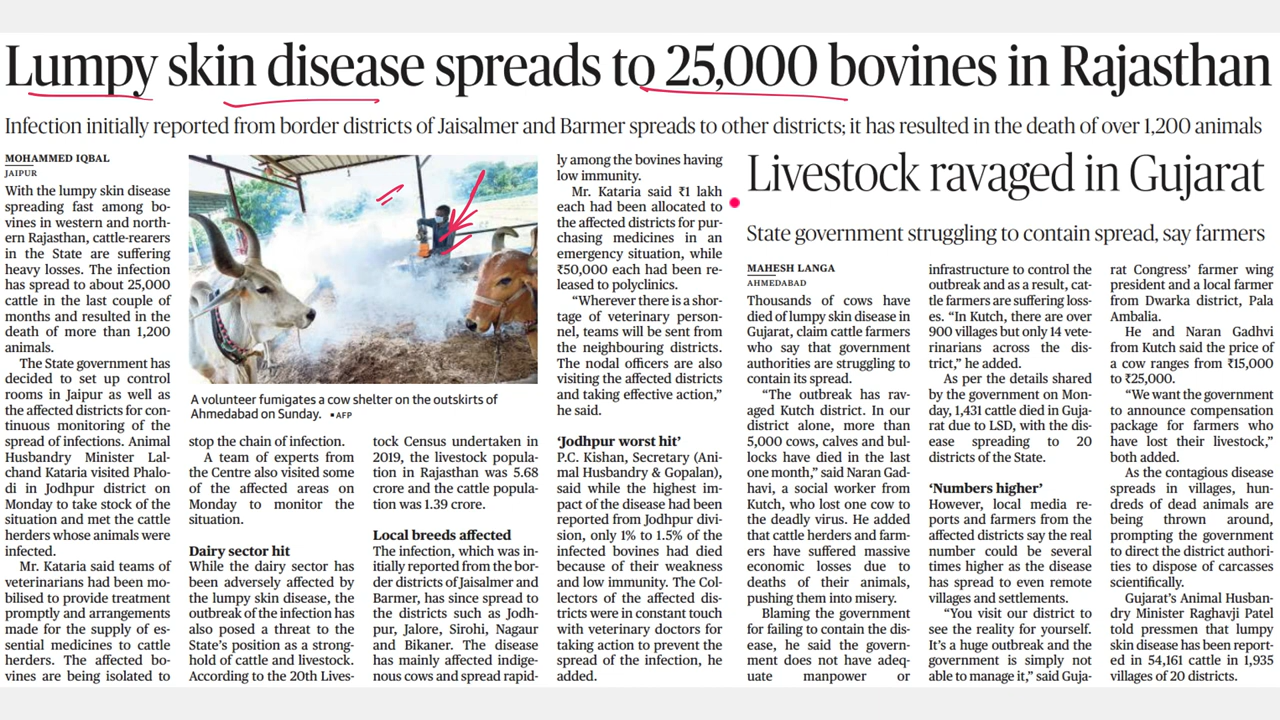 Lumpy skin disease spreads to 25,000 bovines in Rajasthan
Infection initially reported from border districts of Jaisalmer and Barmer spreads to other districts; it has resulted in the death of over 1,200 animals
MOHAMMED IQBAL
JAIPUR
With the lumpy skin disease
spreading fast among bo-
vines in western and north-
ern Rajasthan, cattle-rearers
in the State are suffering
heavy losses. The infection
has spread to about 25,000
cattle in the last couple of
months and resulted in the
death of more than 1,200
animals.
The State government has
decided to set up control
rooms in Jaipur as well as
the affected districts for con-
tinuous monitoring of the
spread of infections. Animal
Husbandry Minister Lal-
chand Kataria visited Phalo-
di in Jodhpur district on
Monday to take stock of the
situation and met the cattle
herders whose animals were
infected.
Mr. Kataria said teams of
veterinarians had been mo-
bilised to provide treatment
promptly and arrangements
made for the supply of es-
sential medicines to cattle
herders. The affected bo-
vines are being isolated to
A volunteer fumigates a cow shelter on the outskirts of
Ahmedabad on Sunday. ▪AFP
stop the chain of infection.
A team of experts from
the Centre also visited some
of the affected areas on
Monday to monitor the
situation.
Dairy sector hit
While the dairy sector has
been adversely affected by
the lumpy skin disease, the
outbreak of the infection has
also posed a threat to the
State's position as a strong-
hold of cattle and livestock.
According to the 20th Lives-
tock Census undertaken in
2019, the livestock popula-
tion in Rajasthan was 5.68
crore and the cattle popula-
tion was 1.39 crore.
Local breeds affected
The infection, which was in-
itially reported from the bor-
der districts of Jaisalmer and
Barmer, has since spread to
the districts such as Jodh-
pur, Jalore, Sirohi, Nagaur
and Bikaner. The disease
has mainly affected indige-
nous cows and spread rapid-
ly among the bovines having
low immunity.
Mr. Kataria said ₹1 lakh
each had been allocated to
the affected districts for pur-
chasing medicines in an
emergency situation, while
₹50,000 each had been re-
leased to polyclinics.
“Wherever there is a shor-
tage of veterinary person-
nel, teams will be sent from
the neighbouring districts.
The nodal officers are also
visiting the affected districts
and taking effective action,”
he said.
‘Jodhpur worst hit’
P.C. Kishan, Secretary (Ani-
mal Husbandry & Gopalan),
said while the highest im-
pact of the disease had been
reported from Jodhpur divi-
sion, only 1% to 1.5% of the
infected bovines had died
because of their weakness
and low immunity. The Col-
lectors of the affected dis-
tricts were in constant touch
with veterinary doctors for
taking action to prevent the
spread of the infection, he
added.
Livestock ravaged in Gujarat
State government struggling to contain spread, say farmers
MAHESH LANGA
AHMEDABAD
Thousands of cows have
died of lumpy skin disease in
Gujarat, claim cattle farmers
who say that government
authorities are struggling to
contain its spread.
“The outbreak has rav-
aged Kutch district. In our
district alone, more than
5,000 cows, calves and bul-
locks have died in the last
one month,” said Naran Gad-
havi, a social worker from
Kutch, who lost one cow to
the deadly virus. He added
that cattle herders and farm-
ers have suffered massive
economic losses due to
deaths of their animals,
pushing them into misery.
Blaming the government
for failing to contain the dis-
ease, he said the govern-
ment does not have adeq-
uate manpower or
infrastructure to control the
outbreak and as a result, cat-
tle farmers are suffering loss-
es. “In Kutch, there are over
900 villages but only 14 vete-
rinarians across the dis-
trict,” he added.
As per the details shared
by the government on Mon-
day, 1,431 cattle died in Guja-
rat due to LSD, with the dis-
ease spreading to 20
districts of the State.
‘Numbers higher’
However, local media re-
ports and farmers from the
affected districts say the real
number could be several
times higher as the disease
has spread to even remote
villages and settlements.
“You visit our district to
see the reality for yourself.
It's a huge outbreak and the
government is simply not
able to manage it,” said Guja-
rat Congress' farmer wing
president and a local farmer
from Dwarka district, Pala
Ambalia.
He and Naran Gadhvi
from Kutch said the price of
a cow ranges from ₹15,000
to ₹25,000.
“We want the government
to announce compensation
package for farmers who
have lost their livestock,”
both added.
As the contagious disease
spreads in villages, hun-
dreds of dead animals are
being thrown around,
prompting the government
to direct the district authori-
ties to dispose of carcasses
scientifically.
Gujarat's Animal Husban-
dry Minister Raghavji Patel
told pressmen that lumpy
skin disease has been report-
ed in 54,161 cattle in 1,935
villages of 20 districts.